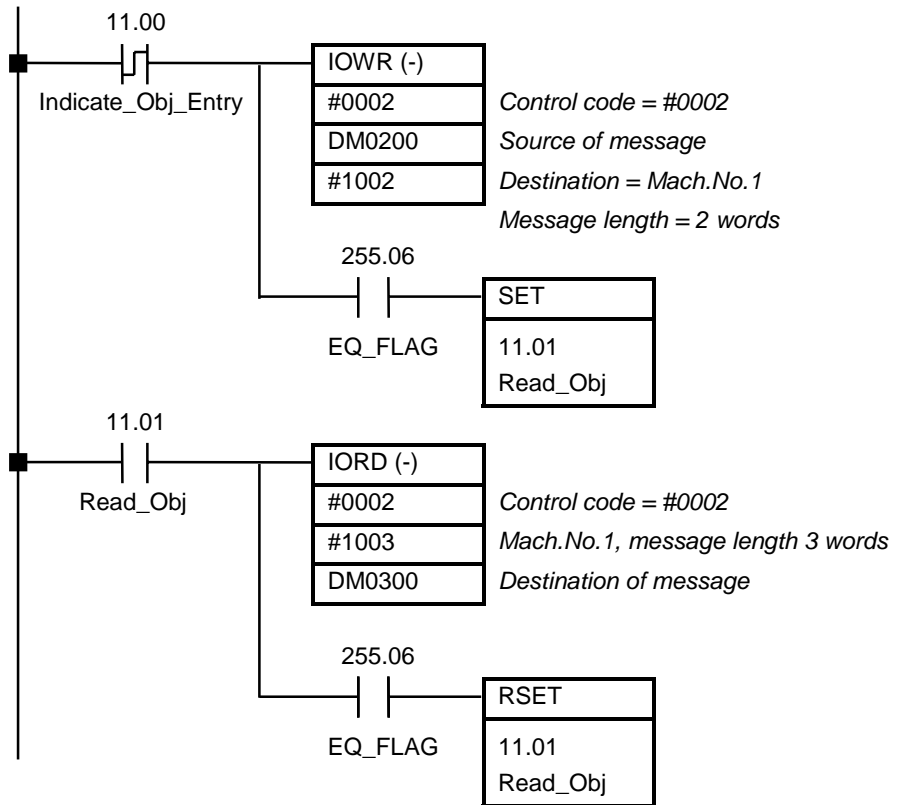 11.00
Indicate_Obj_Entry
IOWR (-)
#0002 Control code = #0002
DM0200 Source of message
#1002 Destination = Mach.No.1
Message length = 2 words
255.06
EQ_FLAG
SET
11.01
Read_Obj
11.01
Read_Obj
IORD (-)
#0002 Control code = #0002
#1003 Mach.No.1, message length 3 words
DM0300 Destination of message
255.06
EQ_FLAG
RSET
11.01
Read_Obj